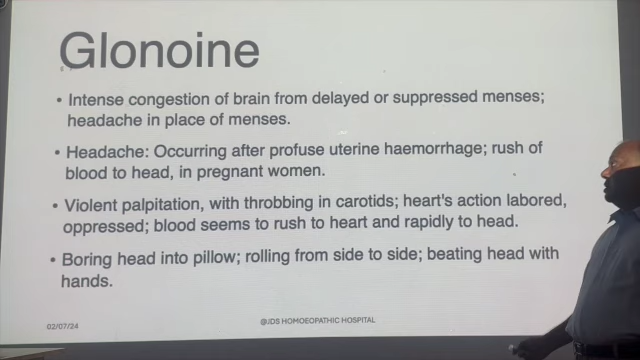 Glonoine
• Intense congestion of brain from delayed or suppressed menses;
headache in place of menses.
• Headache: Occurring after profuse uterine haemorrhage; rush of
blood to head, in pregnant women.
• Violent palpitation, with throbbing in carotids; heart's action labored,
oppressed; blood seems to rush to heart and rapidly to head.
• Boring head into pillow; rolling from side to side; beating head with
hands.
02/07/24
@JDS HOMOEOPATHIC HOSPITAL